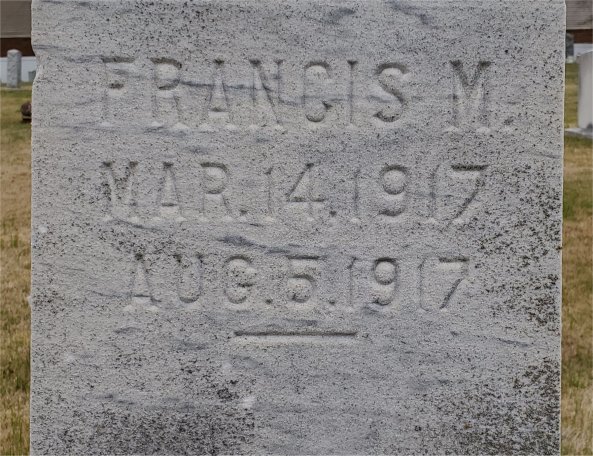 FRANCIS M.
MAR. 14. 1917
AUG. 5. 1917